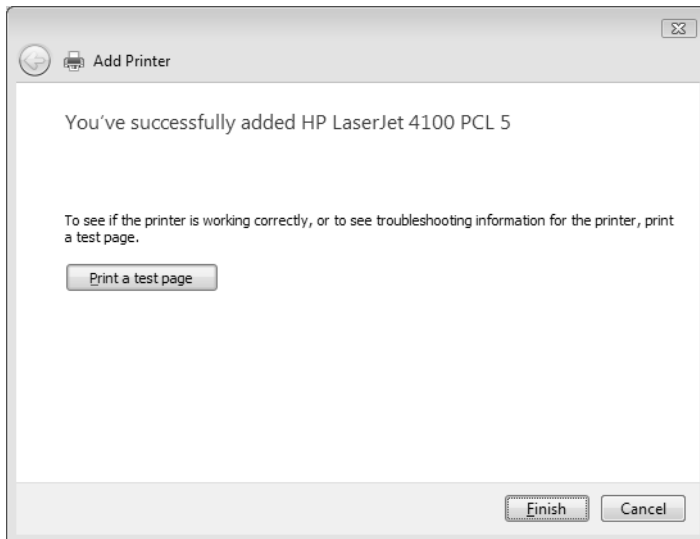 Add Printer
You've successfully added HP LaserJet 4100 PCL 5
To see if the printer is working correctly, or to see troubleshooting information for the printer, print
a test page.
Print a test page
Finish Cancel